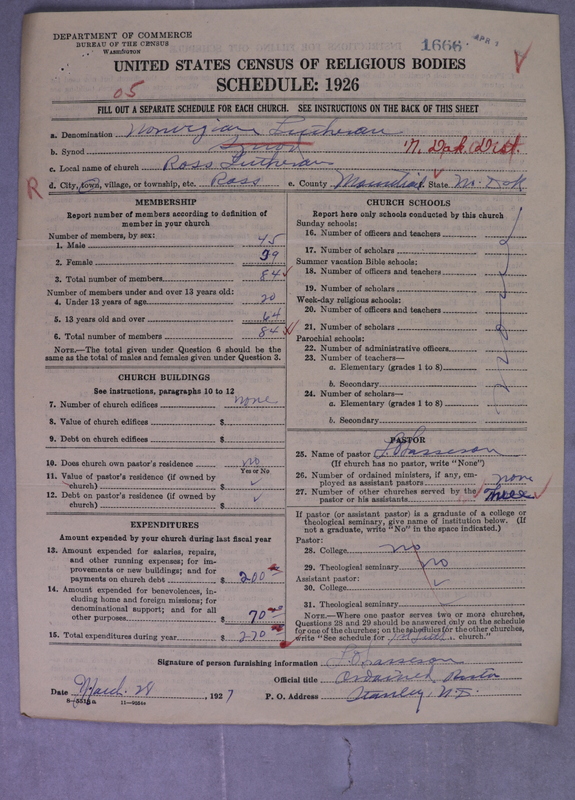 DEPARTMENT OF COMMERCE
BUREAU OF THE CENSUS
WASHINGTON
1666
APR
UNITED STATES CENSUS OF RELIGIOUS BODIES
SCHEDULE: 1926
05
FILL OUT A SEPARATE SCHEDULE FOR EACH CHURCH. SEE INSTRUCTIONS ON THE BACK OF THIS SHEET
a. Denomination Norwegian Lutheran
b. Synod Synod N. Dak. Dist.
c. Local name of church Ross Lutheran
R d. City, town, village, or township, etc. Ross e. County Mountrail f. State No. Dak
MEMBERSHIP
Report number of members according to definition of
member in your church
Number of members, by sex:
1. Male 45
2. Female 39
3. Total number of members 84
Number of members under and over 13 years old:
4. Under 13 years of age 20
5. 13 years old and over 64
6. Total number of members 84
NOTE.—The total given under Question 6 should be the
same as the total of males and females given under Question 3.
CHURCH BUILDINGS
See instructions, paragraphs 10 to 12
7. Number of church edifices none
8. Value of church edifices $
9. Debt on church edifices $
10. Does church own pastor's residence no
Yes or No
11. Value of pastor's residence (if owned by
church) $
12. Debt on pastor's residence (if owned by
church) $
EXPENDITURES
Amount expended by your church during last fiscal year
13. Amount expended for salaries, repairs,
and other running expenses; for im-
provements or new buildings; and for
payments on church debt $ 200
14. Amount expended for benevolences, in-
cluding home and foreign missions; for
denominational support; and for all
other purposes $ 70
15. Total expenditures during year $ 270
CHURCH SCHOOLS
Report here only schools conducted by this church
Sunday schools:
16. Number of officers and teachers
17. Number of scholars
Summer vacation Bible schools:
18. Number of officers and teachers
19. Number of scholars
Week-day religious schools:
20. Number of officers and teachers
21. Number of scholars
Parochial schools:
22. Number of administrative officers
23. Number of teachers—
a. Elementary (grades 1 to 8)
b. Secondary
24. Number of scholars—
a. Elementary (grades 1 to 8)
b. Secondary
none
PASTOR
25. Name of pastor
(If church has no pastor, write "None")
26. Number of ordained ministers, if any, em-
ployed as assistant pastors none
27. Number of other churches served by the
pastor or his assistants three
If pastor (or assistant pastor) is a graduate of a college or
theological seminary, give name of institution below. (If
not a graduate, write "No" in the space indicated.)
Pastor:
28. College no
29. Theological seminary no
Assistant pastor:
30. College
31. Theological seminary
NOTE.—Where one pastor serves two or more churches,
Questions 28 and 29 should be answered only on the schedule
for one of the churches; on the schedules for the other churches,
write "See schedule for church."
Signature of person furnishing information
Official title Ordained Pastor
Date March 28, 1927 P. O. Address Stanley, N.D.
8-551a 11-9034